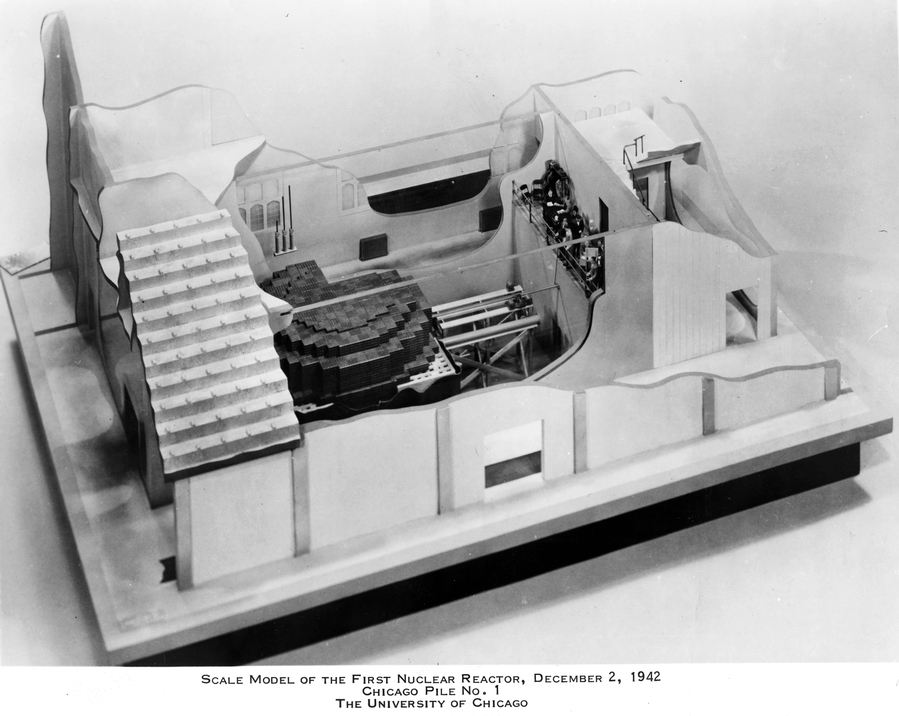 Scale Model of the First Nuclear Reactor, December 2, 1942
Chicago Pile No. 1
The University of Chicago